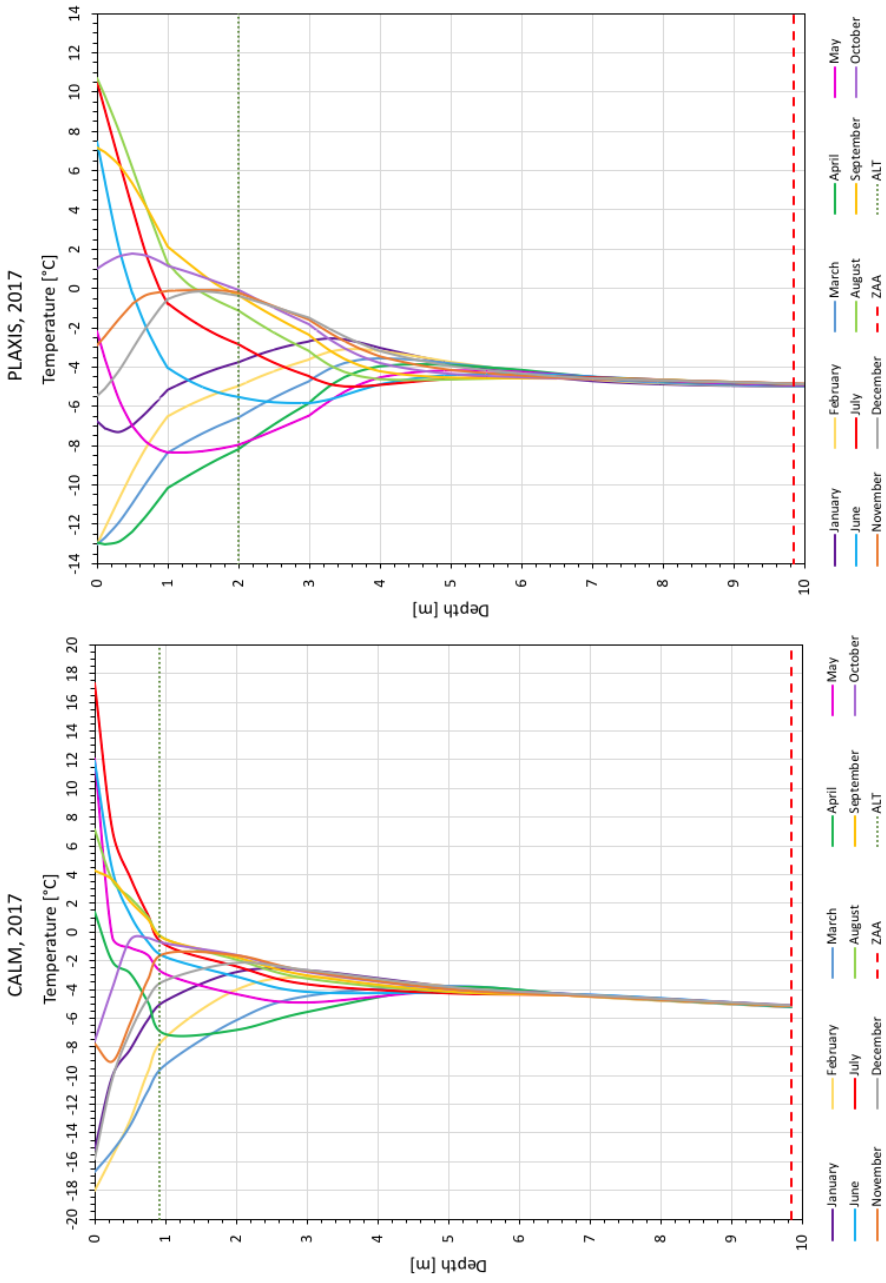 CALM, 2017
Temperature [°C]
-20 -18 -16 -14 -12 -10 -8 -6 -4 -2 0 2 4 6 8 10 12 14 16 18 20
0
1
2
3
4
5
6
7
8
9
10
Depth [m]
January February March April May
June July August September October
November December ZAA ALT
PLAXIS, 2017
Temperature [°C]
-14 -12 -10 -8 -6 -4 -2 0 2 4 6 8 10 12 14
0
1
2
3
4
5
6
7
8
9
10
Depth [m]
January February March April May
June July August September October
November December ZAA ALT